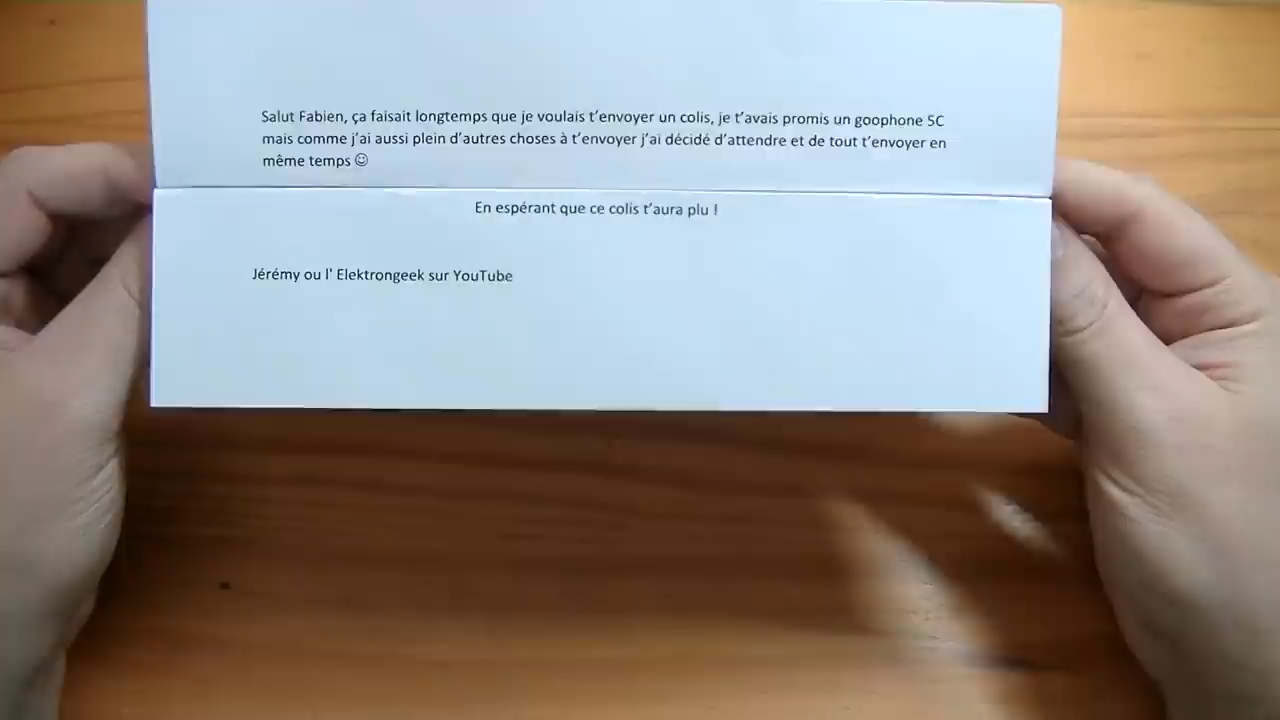 Salut Fabien, ça faisait longtemps que je voulais t’envoyer un colis, je t’avais promis un goophone 5C
mais comme j’ai aussi plein d’autres choses à t’envoyer j’ai décidé d’attendre et de tout t’envoyer en
même temps ☺
En espérant que ce colis t’aura plu !
Jérémy ou l' Elektrongeek sur YouTube